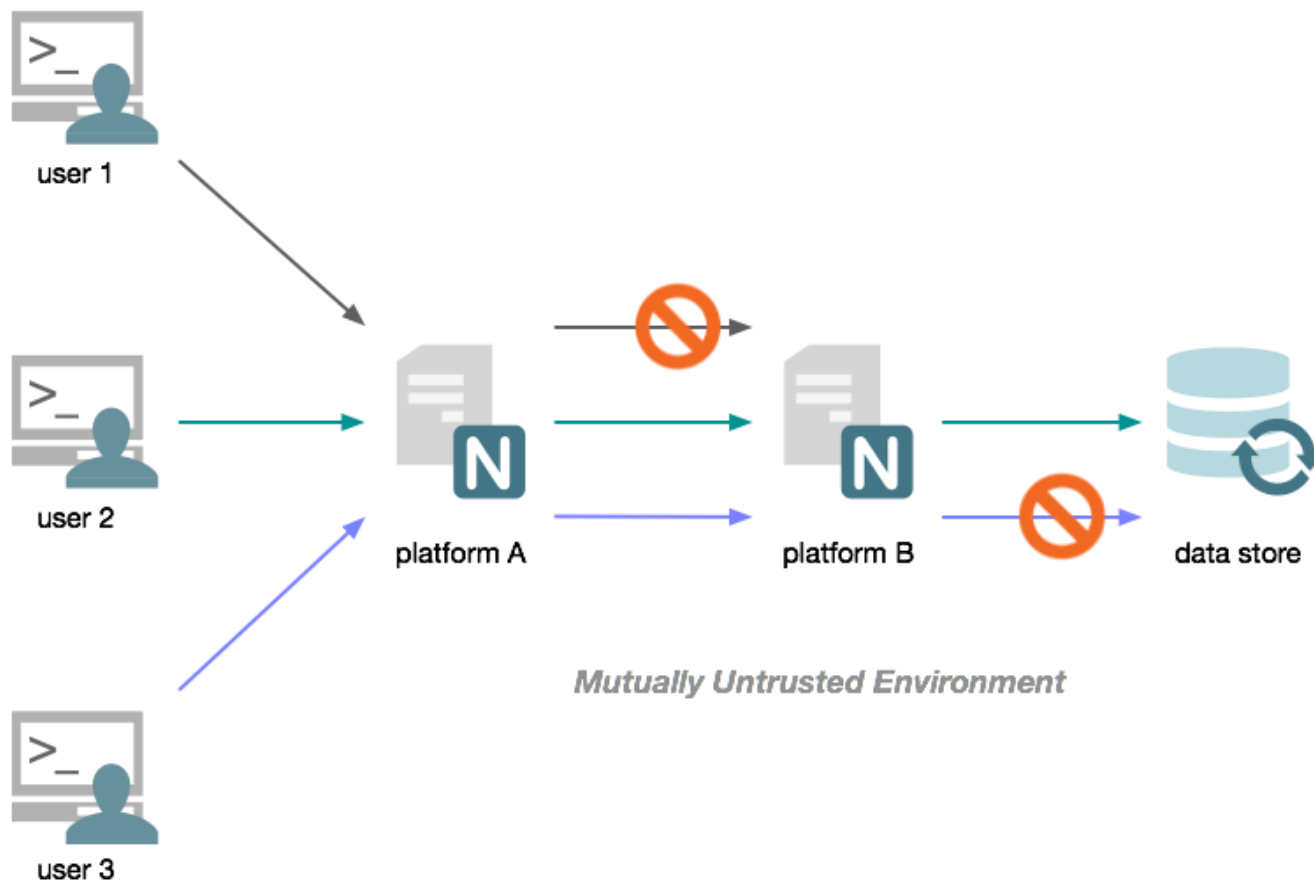 >_
user 1
>_
user 2
N
N
platform A
platform B
data store
Mutually Untrusted Environment
>_
user 3